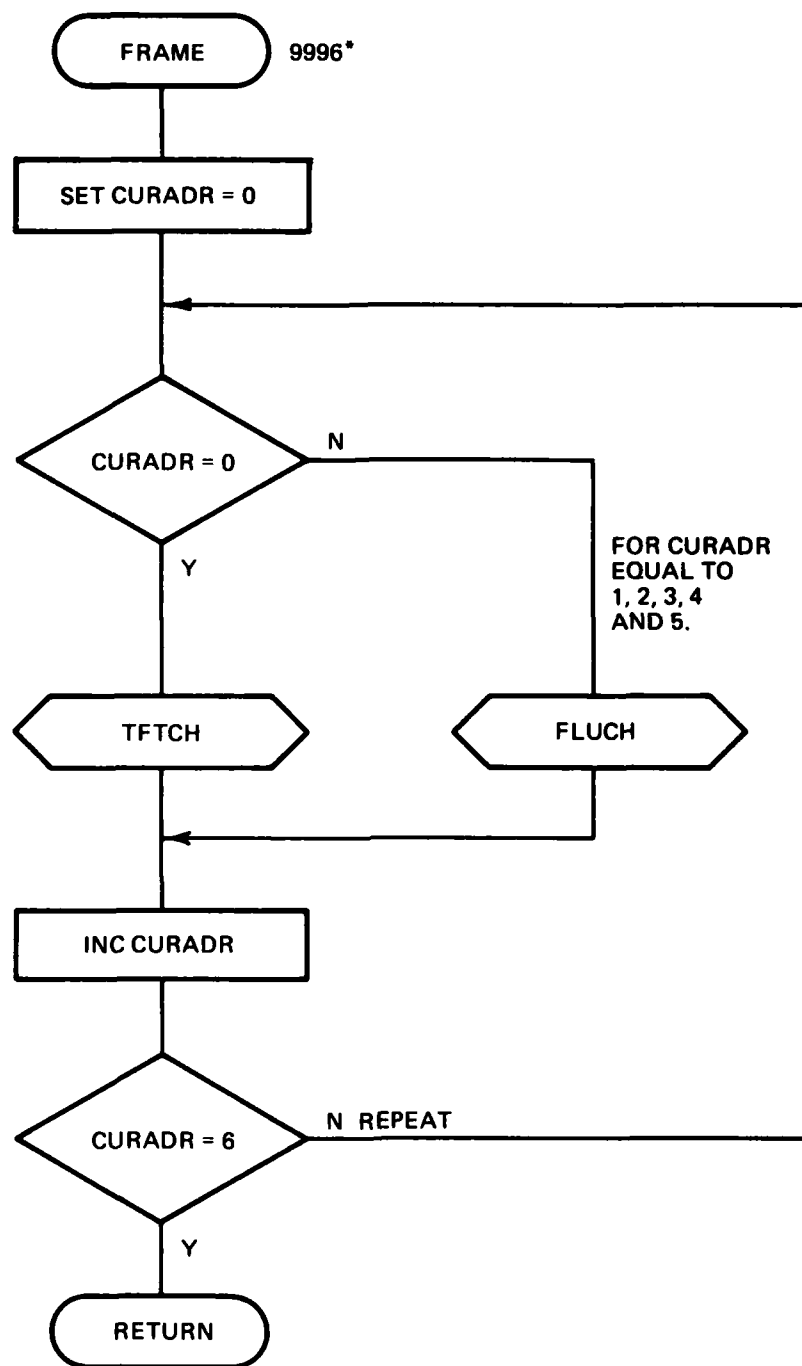 FRAME 9996*
SET CURADR = 0
CURADR = 0
N
Y
FOR CURADR
EQUAL TO
1, 2, 3, 4
AND 5.
TFTCH
FLUCH
INC CURADR
CURADR = 6
N REPEAT
Y
RETURN